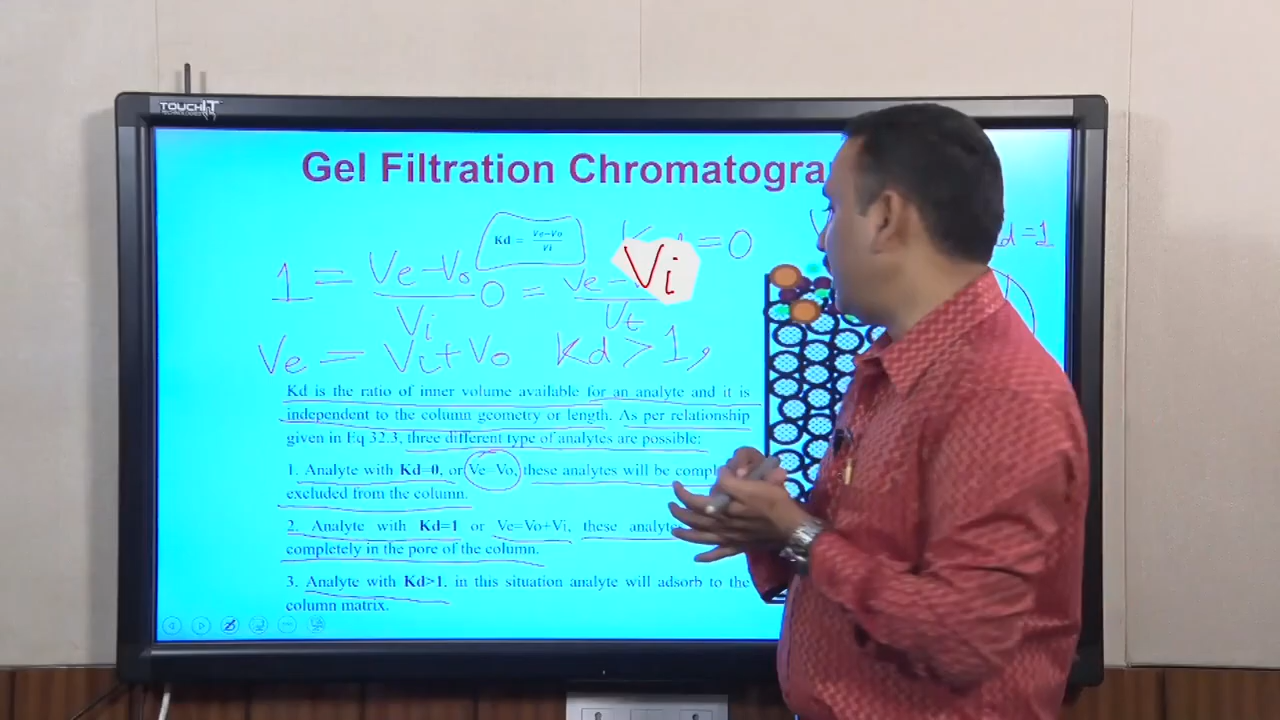 TOUCHIT
TECHNOLOGIES
Gel Filtration Chromatogra
Kd = Ve-Vo / Vi
=0
Vi
d=1
1 = Ve-Vo / Vi
0 = Ve- / Vt
Ve = Vi+Vo
Kd > 1,
Kd is the ratio of inner volume available for an analyte and it is
independent to the column geometry or length. As per relationship
given in Eq 32.3, three different type of analytes are possible:
1. Analyte with Kd=0, or Ve=Vo, these analytes will be compl
excluded from the column.
2. Analyte with Kd=1 or Ve=Vo+Vi, these analyte
completely in the pore of the column.
3. Analyte with Kd>1, in this situation analyte will adsorb to the
column matrix.